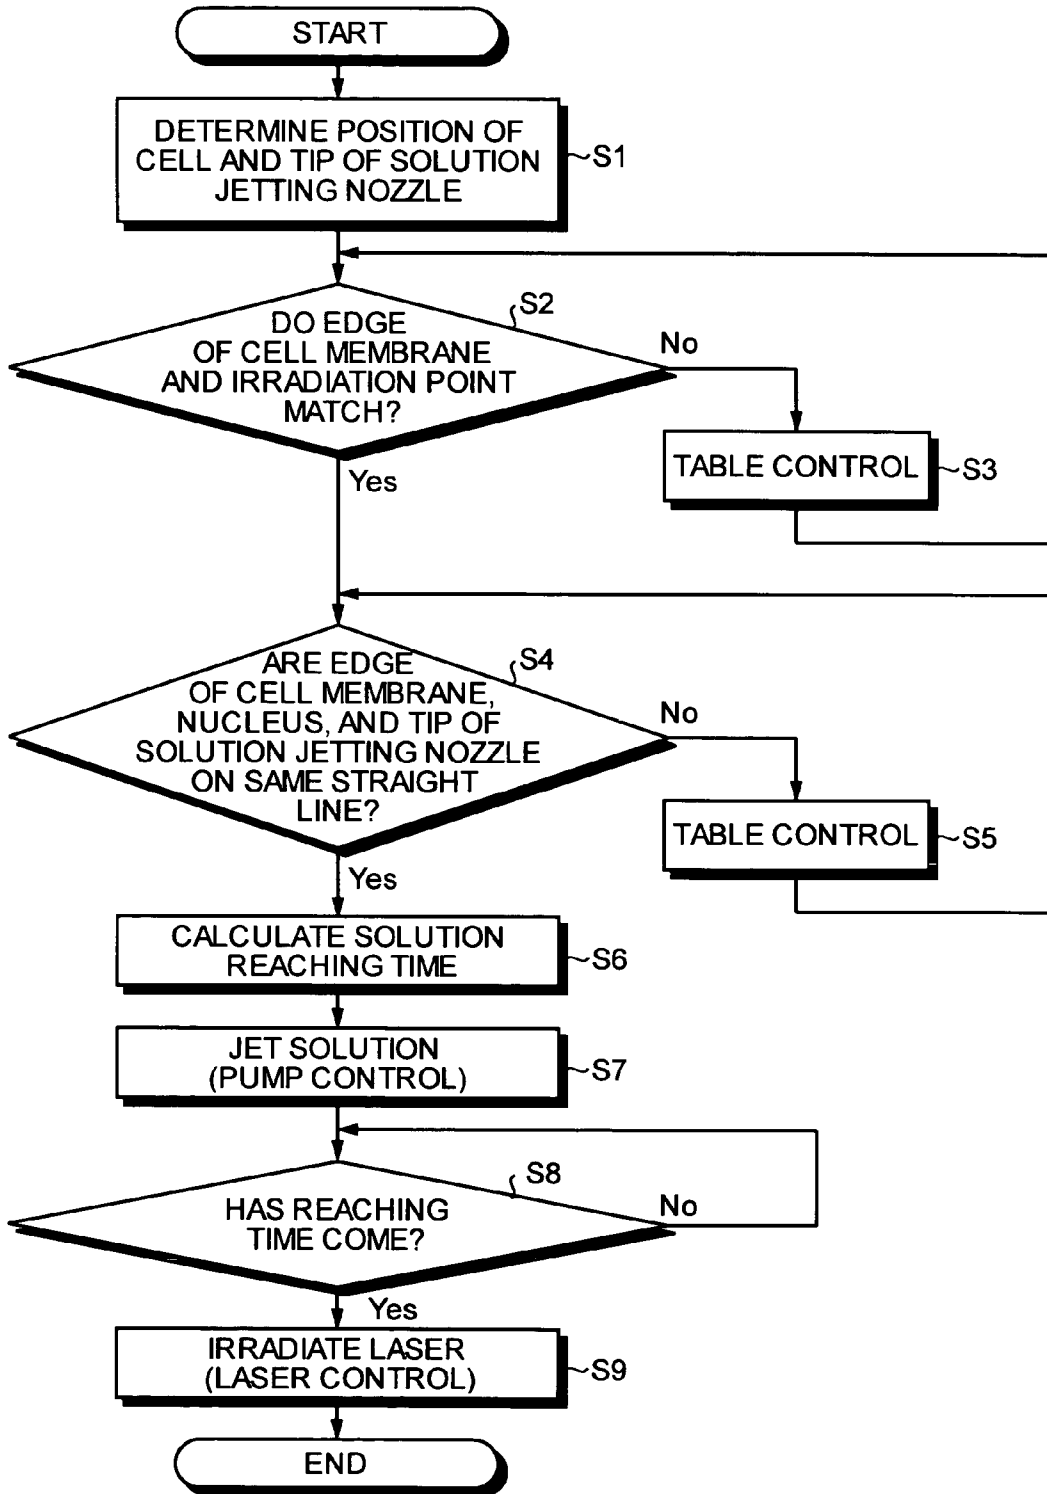 START
DETERMINE POSITION OF
CELL AND TIP OF SOLUTION
JETTING NOZZLE
~S1
S2
DO EDGE
OF CELL MEMBRANE
AND IRRADIATION POINT
MATCH?
No
Yes
TABLE CONTROL
~S3
S4
ARE EDGE
OF CELL MEMBRANE,
NUCLEUS, AND TIP OF
SOLUTION JETTING NOZZLE
ON SAME STRAIGHT
LINE?
No
Yes
TABLE CONTROL
~S5
CALCULATE SOLUTION
REACHING TIME
~S6
JET SOLUTION
(PUMP CONTROL)
~S7
S8
HAS REACHING
TIME COME?
No
Yes
IRRADIATE LASER
(LASER CONTROL)
~S9
END